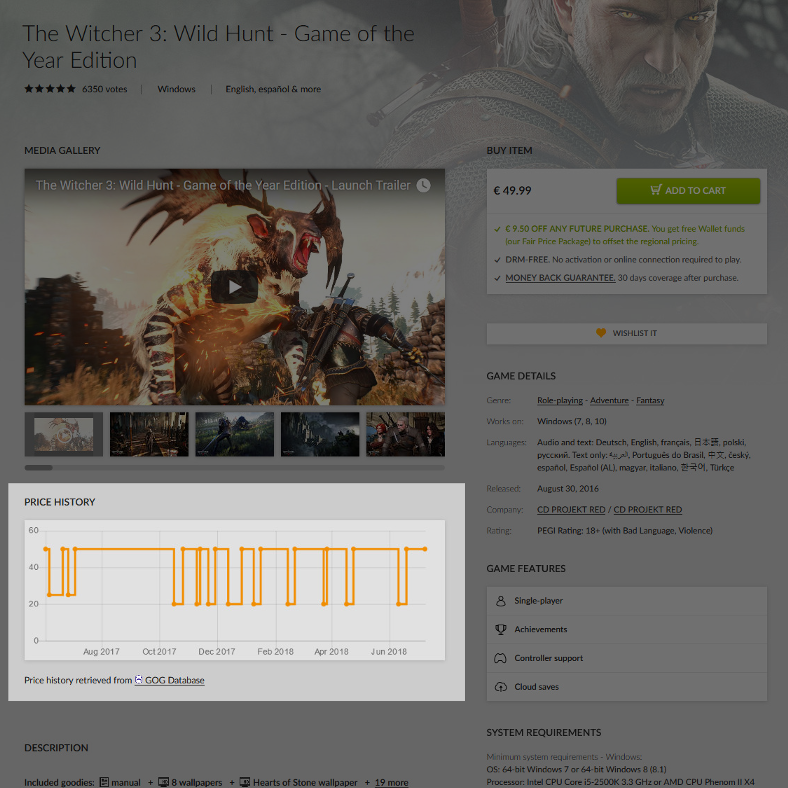 The Witcher 3: Wild Hunt - Game of the
Year Edition
6350 votes
Windows
English, español & more
MEDIA GALLERY
The Witcher 3: Wild Hunt - Game of the Year Edition - Launch Trailer
PRICE HISTORY
60
40
20
0
Aug 2017
Oct 2017
Dec 2017
Feb 2018
Apr 2018
Jun 2018
Price history retrieved from GOG Database
DESCRIPTION
Included goodies: manual + 8 wallpapers + Hearts of Stone wallpaper + 19 more
BUY ITEM
€ 49.99
ADD TO CART
€ 9.50 OFF ANY FUTURE PURCHASE. You get free Wallet funds
(our Fair Price Package) to offset the regional pricing.
DRM-FREE. No activation or online connection required to play.
MONEY BACK GUARANTEE. 30 days coverage after purchase.
WISHLIST IT
GAME DETAILS
Genre: Role-playing - Adventure - Fantasy
Works on: Windows (7, 8, 10)
Languages: Audio and text: Deutsch, English, français, 日本語, polski,
русский. Text only: العربية, Português do Brasil, 中文, český,
español, Español (AL), magyar, italiano, 한국어, Türkçe
Released: August 30, 2016
Company: CD PROJEKT RED / CD PROJEKT RED
Rating: PEGI Rating: 18+ (with Bad Language, Violence)
GAME FEATURES
Single-player
Achievements
Controller support
Cloud saves
SYSTEM REQUIREMENTS
Minimum system requirements - Windows:
OS: 64-bit Windows 7 or 64-bit Windows 8 (8.1)
Processor: Intel CPU Core i5-2500K 3.3 GHz or AMD CPU Phenom II X4